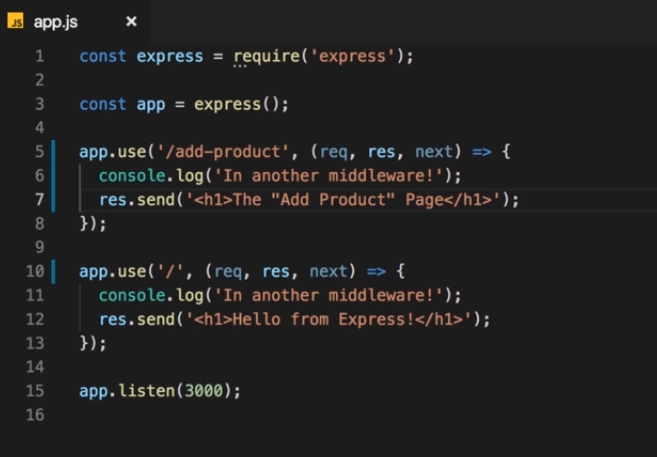 JS app.js ×
1 const express = require('express');
2
3 const app = express();
4
5 app.use('/add-product', (req, res, next) => {
6   console.log('In another middleware!');
7   res.send('<h1>The "Add Product" Page</h1>');
8 });
9
10 app.use('/', (req, res, next) => {
11   console.log('In another middleware!');
12   res.send('<h1>Hello from Express!</h1>');
13 });
14
15 app.listen(3000);
16